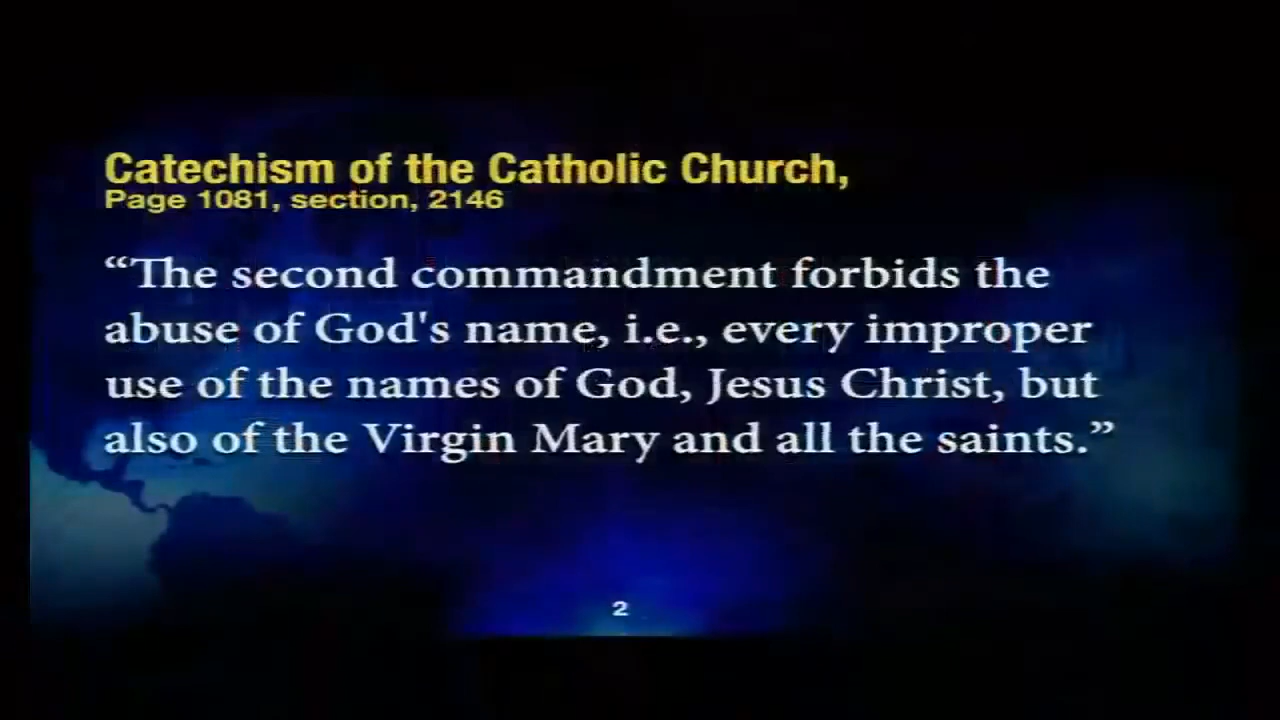 Catechism of the Catholic Church,
Page 1081, section, 2146
“The second commandment forbids the
abuse of God's name, i.e., every improper
use of the names of God, Jesus Christ, but
also of the Virgin Mary and all the saints.”
2